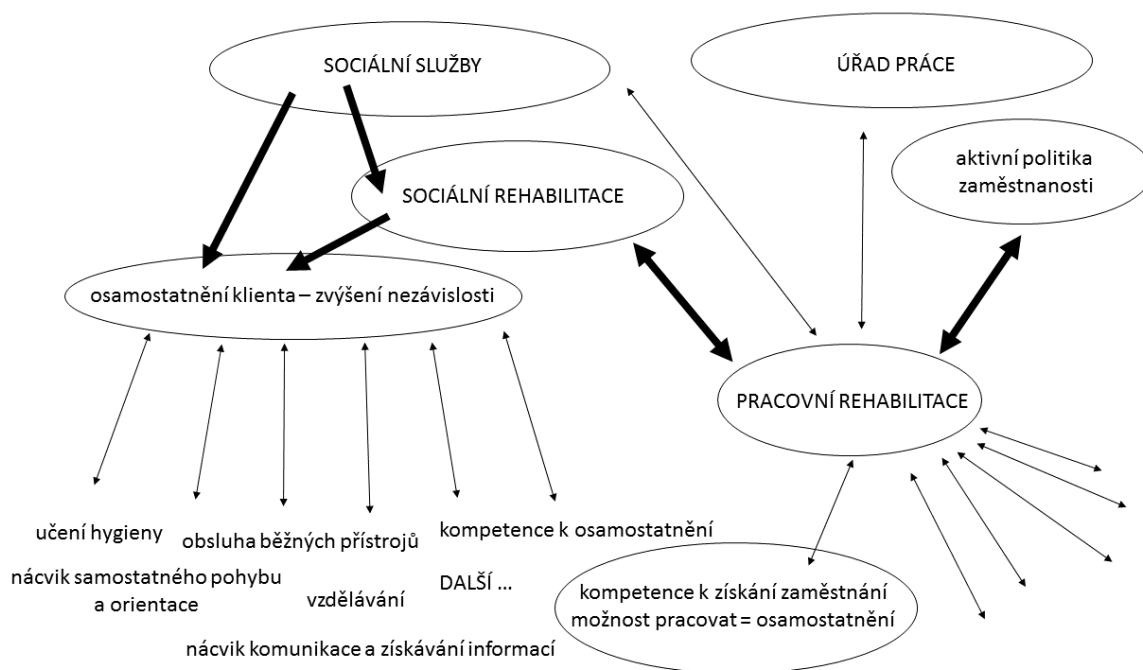 SOCIÁLNÍ SLUŽBY
ÚŘAD PRÁCE
aktivní politika
zaměstnanosti
SOCIÁLNÍ REHABILITACE
osamostatnění klienta – zvýšení nezávislosti
PRACOVNÍ REHABILITACE
učení hygieny
obsluha běžných přístrojů
kompetence k osamostatnění
nácvik samostatného pohybu
a orientace
vzdělávání
DALŠÍ ...
nácvik komunikace a získávání informací
kompetence k získání zaměstnání
možnost pracovat = osamostatnění